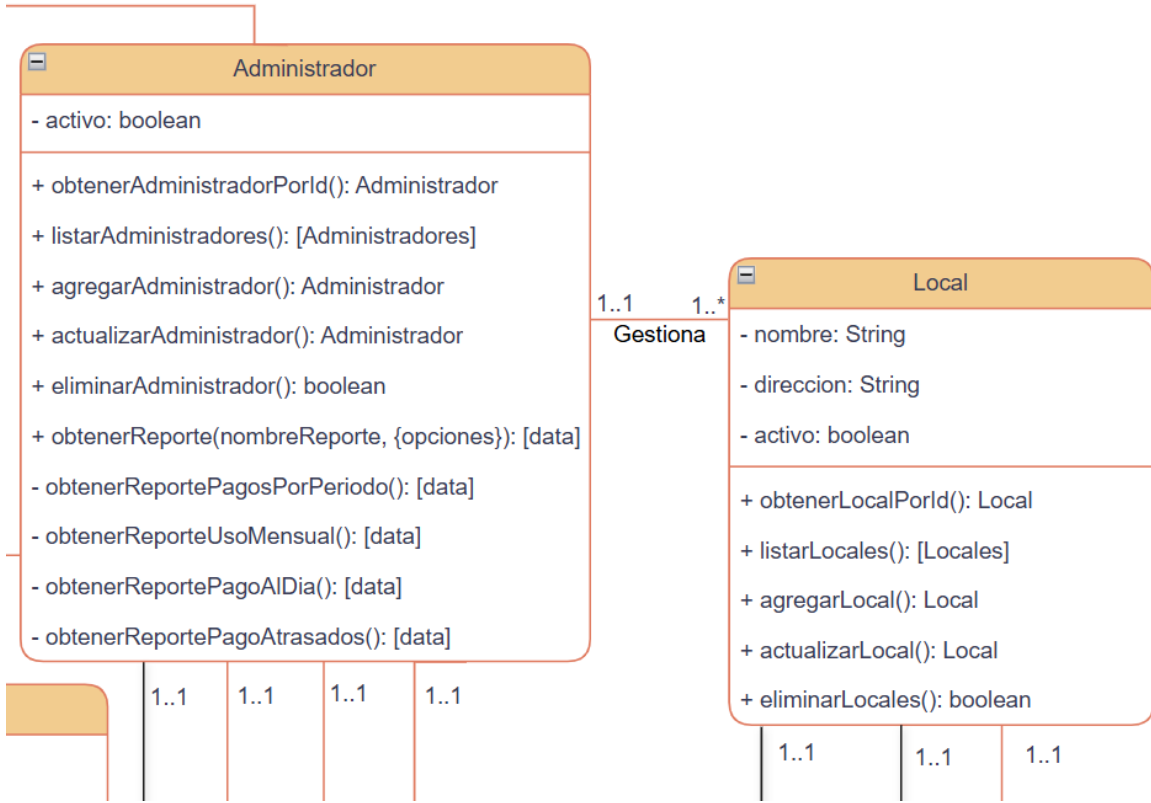 Administrador
- activo: boolean
+ obtenerAdministradorPorId(): Administrador
+ listarAdministradores(): [Administradores]
+ agregarAdministrador(): Administrador
+ actualizarAdministrador(): Administrador
+ eliminarAdministrador(): boolean
+ obtenerReporte(nombreReporte, {opciones}): [data]
- obtenerReportePagosPorPeriodo(): [data]
- obtenerReporteUsoMensual(): [data]
- obtenerReportePagoAlDia(): [data]
- obtenerReportePagoAtrasados(): [data]
1..1
1..1
1..1
1..1
1..1 1..*
Gestiona
Local
- nombre: String
- direccion: String
- activo: boolean
+ obtenerLocalPorId(): Local
+ listarLocales(): [Locales]
+ agregarLocal(): Local
+ actualizarLocal(): Local
+ eliminarLocales(): boolean
1..1
1..1
1..1